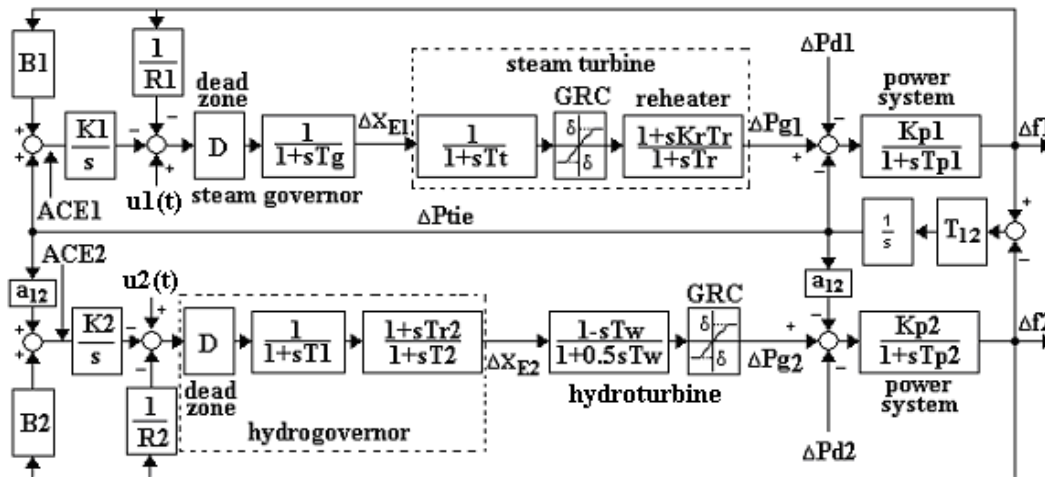 B1
1
R1
dead
zone
steam turbine
GRC
reheater
ΔPd1
power
system
+
+
K1
s
−
−
+
D
1
1+sTg
ΔX_E1
1
1+sTt
δ
δ
1+sKrTr
1+sTr
ΔPg1
+
−
−
Kp1
1+sTp1
Δf1
ACE1
u1(t)
steam governor
ΔPtie
1
s
T12
+
−
ACE2
a12
u2(t)
a12
GRC
+
+
K2
s
−
+
−
D
1
1+sT1
1+sTr2
1+sT2
ΔX_E2
1-sTw
1+0.5sTw
δ
δ
+
ΔPg2
−
−
Kp2
1+sTp2
Δf2
dead
zone
hydroturbine
power
system
B2
1
R2
hydrogovernor
ΔPd2